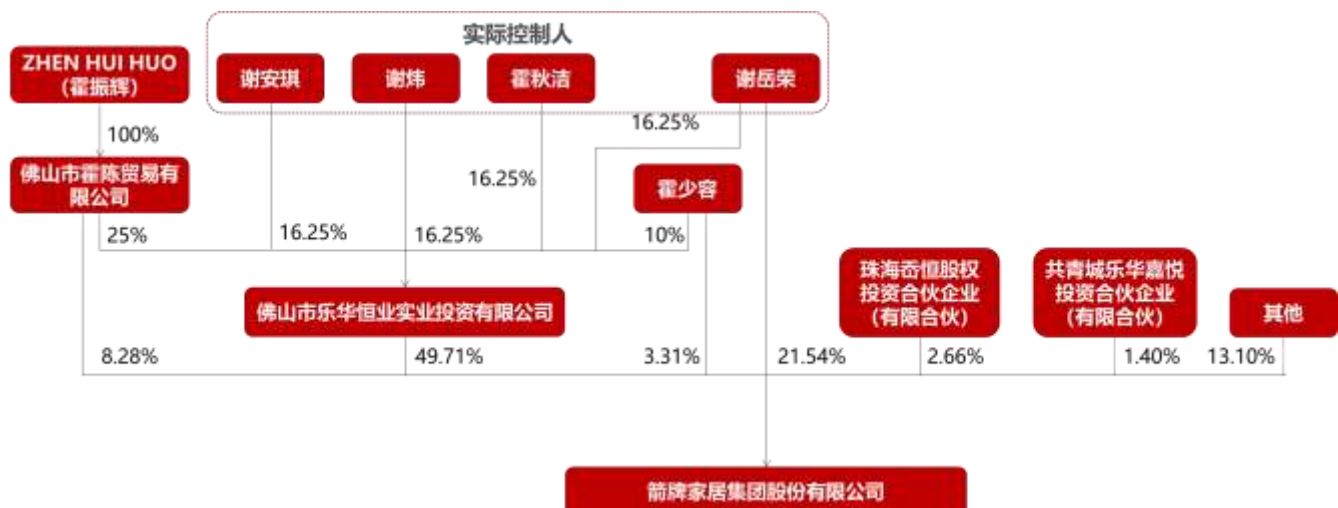 实际控制人
ZHEN HUI HUO
（霍振辉）
谢安琪
谢炜
霍秋洁
谢岳荣
100%
16.25%
佛山市霍陈贸易有
限公司
16.25%
霍少容
25%
16.25%
16.25%
10%
珠海岙恒股权
投资合伙企业
（有限合伙）
共青城乐华嘉悦
投资合伙企业
（有限合伙）
其他
佛山市乐华恒业实业投资有限公司
8.28%
49.71%
3.31%
21.54%
2.66%
1.40%
13.10%
箭牌家居集团股份有限公司